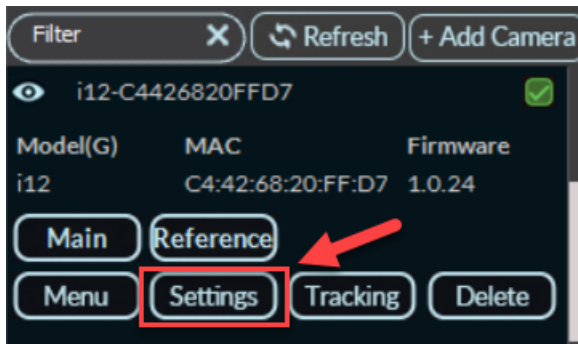 Filter X Refresh + Add Camera
i12-C4426820FFD7
Model(G) MAC Firmware
i12 C4:42:68:20:FF:D7 1.0.24
Main Reference
Menu Settings Tracking Delete